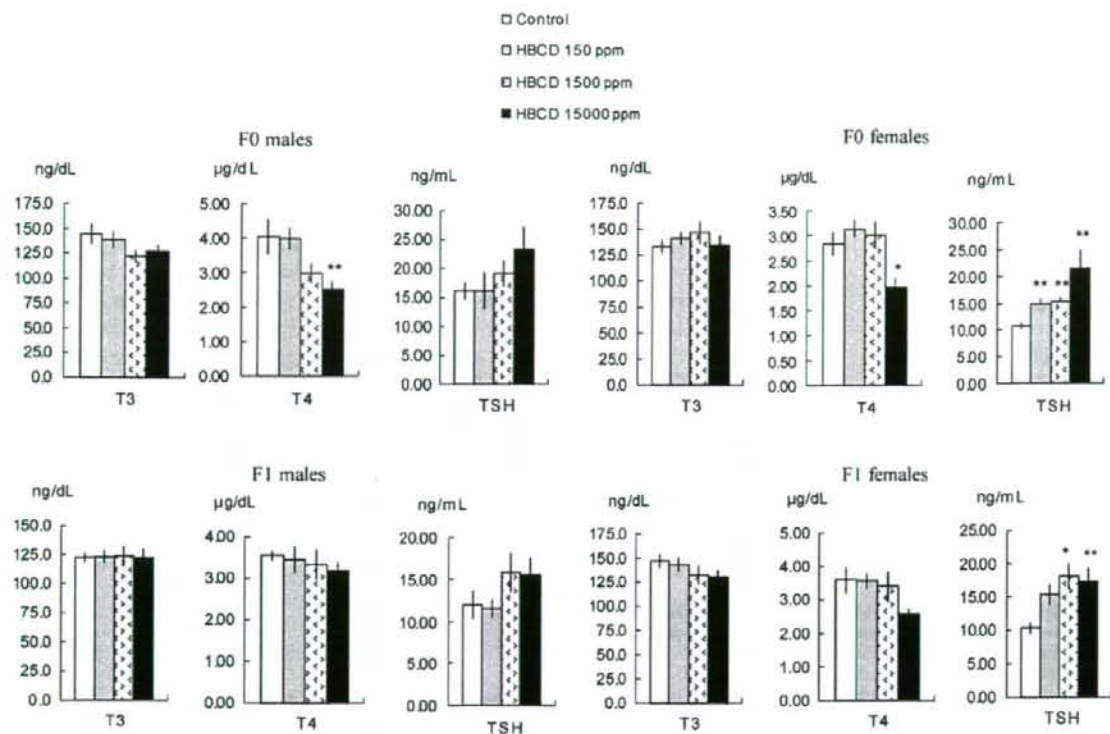 Control
HBCD 150 ppm
HBCD 1500 ppm
HBCD 15000 ppm
F0 males
F0 females
ng/dL
175.0
150.0
125.0
100.0
75.0
50.0
25.0
0.0
T3
µg/dL
5.00
4.00
3.00
2.00
1.00
0.00
**
T4
ng/mL
30.00
25.00
20.00
15.00
10.00
5.00
0.00
TSH
ng/dL
175.0
150.0
125.0
100.0
75.0
50.0
25.0
0.0
T3
µg/dL
3.50
3.00
2.50
2.00
1.50
1.00
.50
0.00
*
T4
ng/mL
30.00
25.00
20.00
15.00
10.00
5.00
0.00
** ** **
TSH
F1 males
F1 females
ng/dL
150.0
125.0
100.0
75.0
50.0
25.0
0.0
T3
µg/dL
4.00
3.00
2.00
1.00
0.00
T4
ng/mL
20.00
15.00
10.00
5.00
0.00
TSH
ng/dL
175.0
150.0
125.0
100.0
75.0
50.0
25.0
0.0
T3
µg/dL
5.00
4.00
3.00
2.00
1.00
0.00
T4
ng/mL
25.00
20.00
15.00
10.00
5.00
0.00
* **
TSH